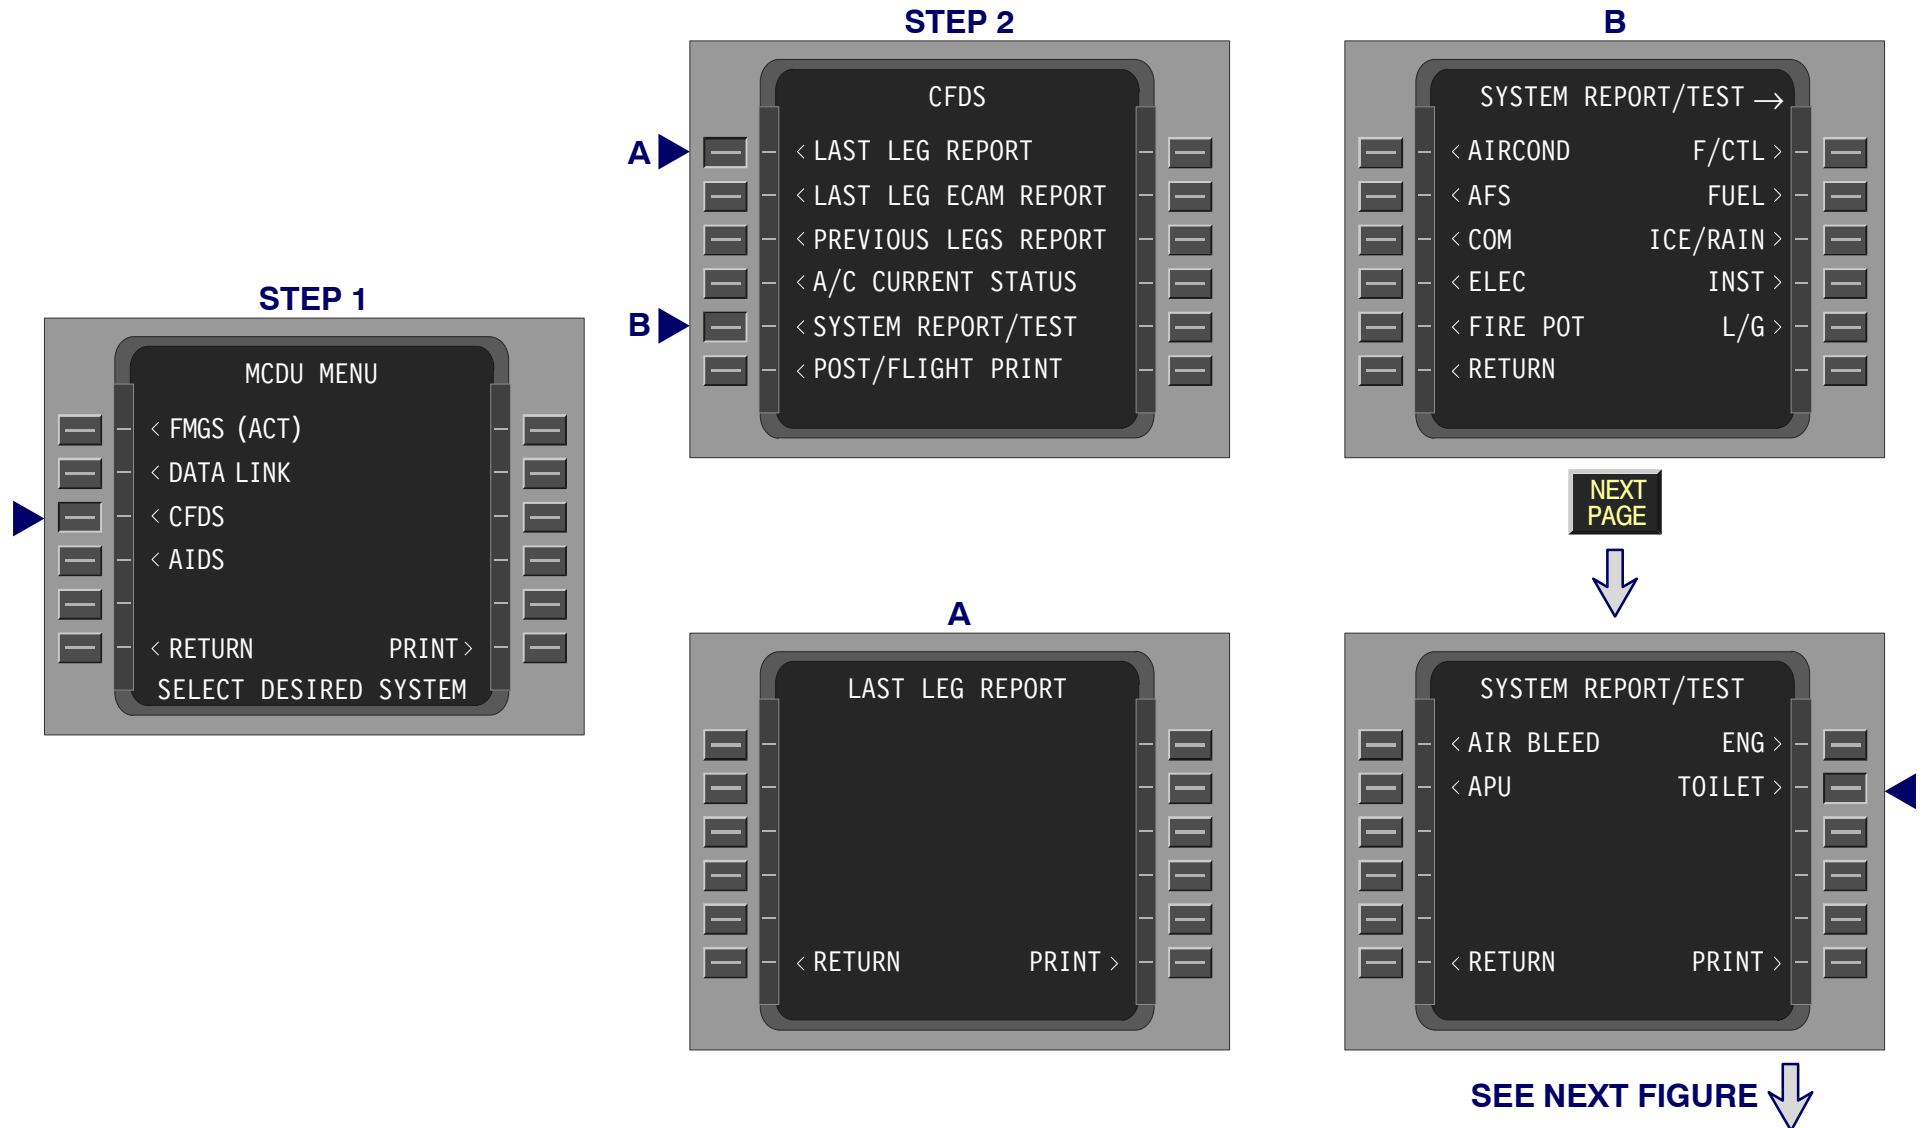 STEP 1
MCDU MENU
< FMGS (ACT)
< DATA LINK
< CFDS
< AIDS
< RETURN PRINT >
SELECT DESIRED SYSTEM
STEP 2
CFDS
A < LAST LEG REPORT
< LAST LEG ECAM REPORT
< PREVIOUS LEGS REPORT
< A/C CURRENT STATUS
B < SYSTEM REPORT/TEST
< POST/FLIGHT PRINT
A
LAST LEG REPORT
< RETURN PRINT >
B
SYSTEM REPORT/TEST →
< AIRCOND F/CTL >
< AFS FUEL >
< COM ICE/RAIN >
< ELEC INST >
< FIRE POT L/G >
< RETURN
NEXT
PAGE
SYSTEM REPORT/TEST
< AIR BLEED ENG >
< APU TOILET >
< RETURN PRINT >
SEE NEXT FIGURE